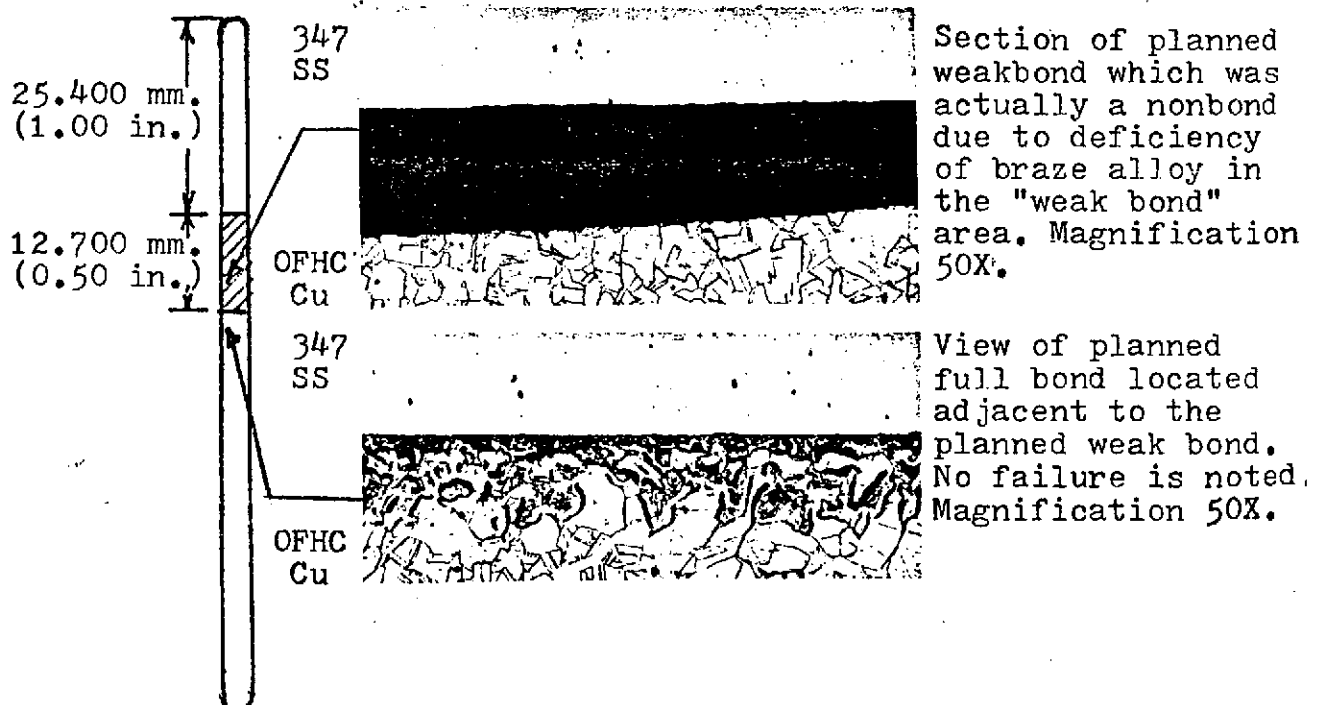 25.400 mm.
(1.00 in.)
12.700 mm.
(0.50 in.)
347
SS
OFHC
Cu
Section of planned
weakbond which was
actually a nonbond
due to deficiency
of braze alloy in
the "weak bond"
area. Magnification
50X.
347
SS
OFHC
Cu
View of planned
full bond located
adjacent to the
planned weak bond.
No failure is noted.
Magnification 50X.